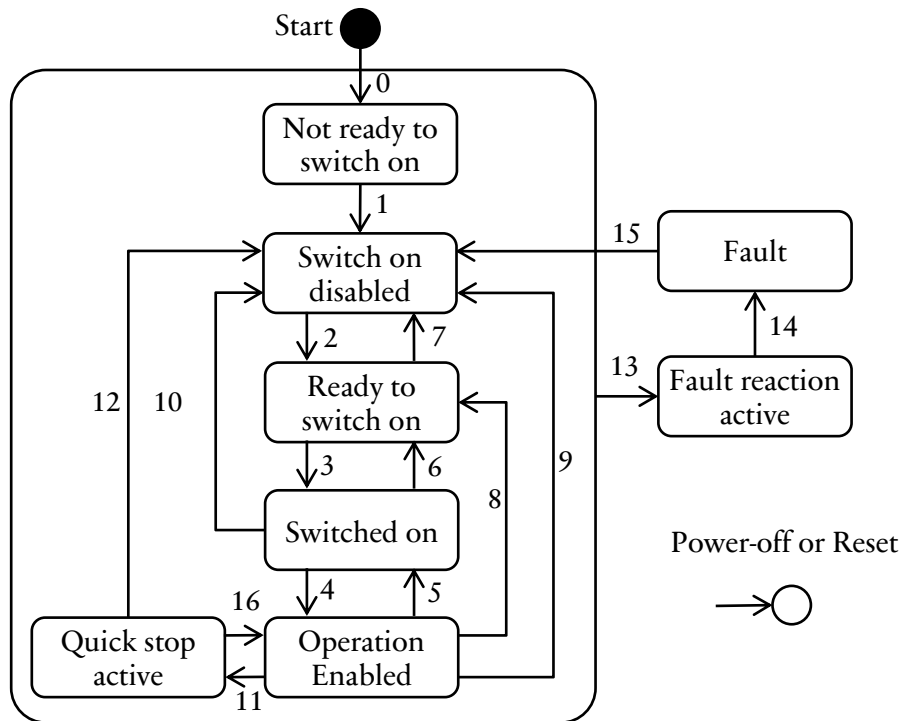 Start
0
Not ready to
switch on
1
15
Fault
Switch on
disabled
2
7
14
13
Fault reaction
active
Ready to
switch on
12
10
3
6
9
8
Switched on
Power-off or Reset
4
5
16
Quick stop
active
Operation
Enabled
11